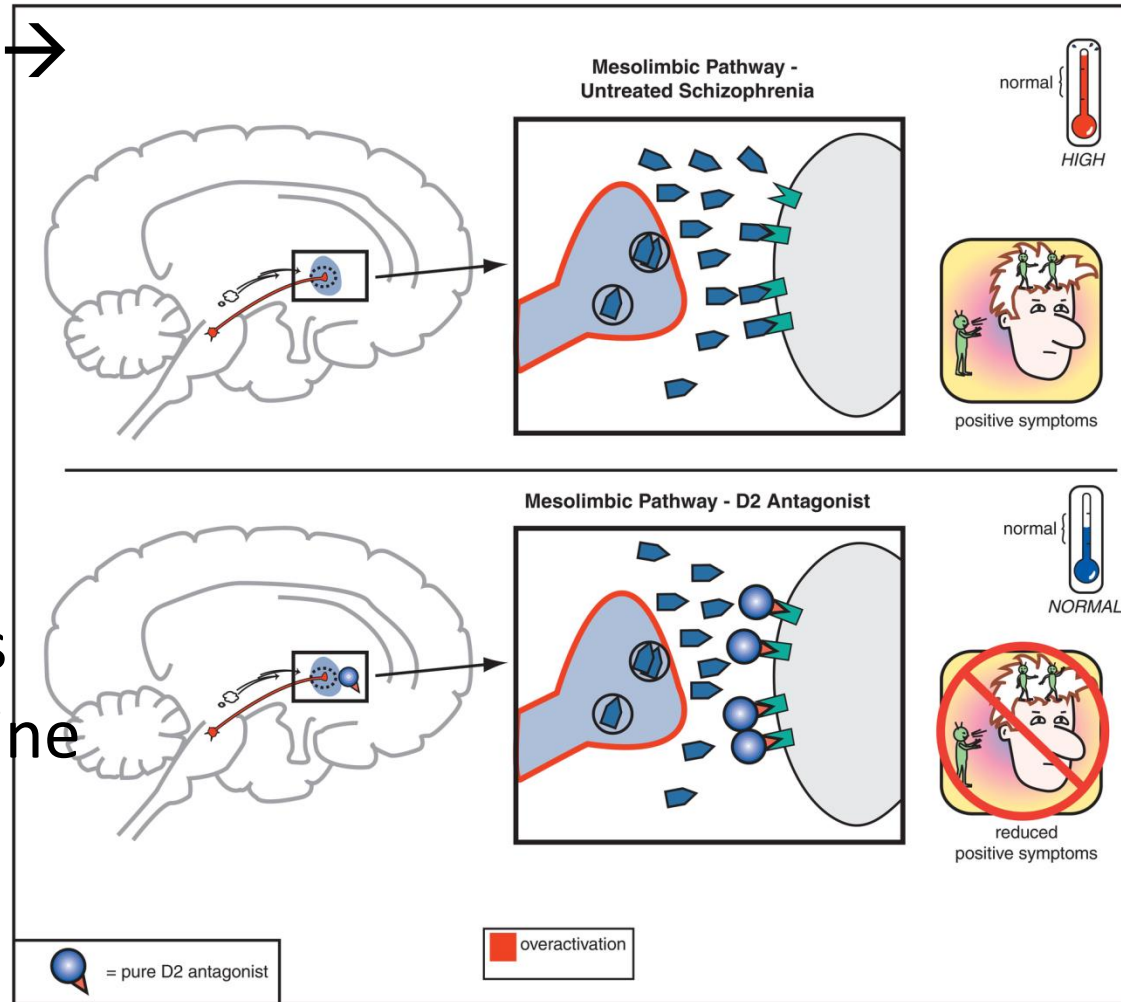 →
Mesolimbic Pathway -
Untreated Schizophrenia
normal
HIGH
positive symptoms
Mesolimbic Pathway - D2 Antagonist
normal
NORMAL
s
ne
reduced
positive symptoms
overactivation
= pure D2 antagonist